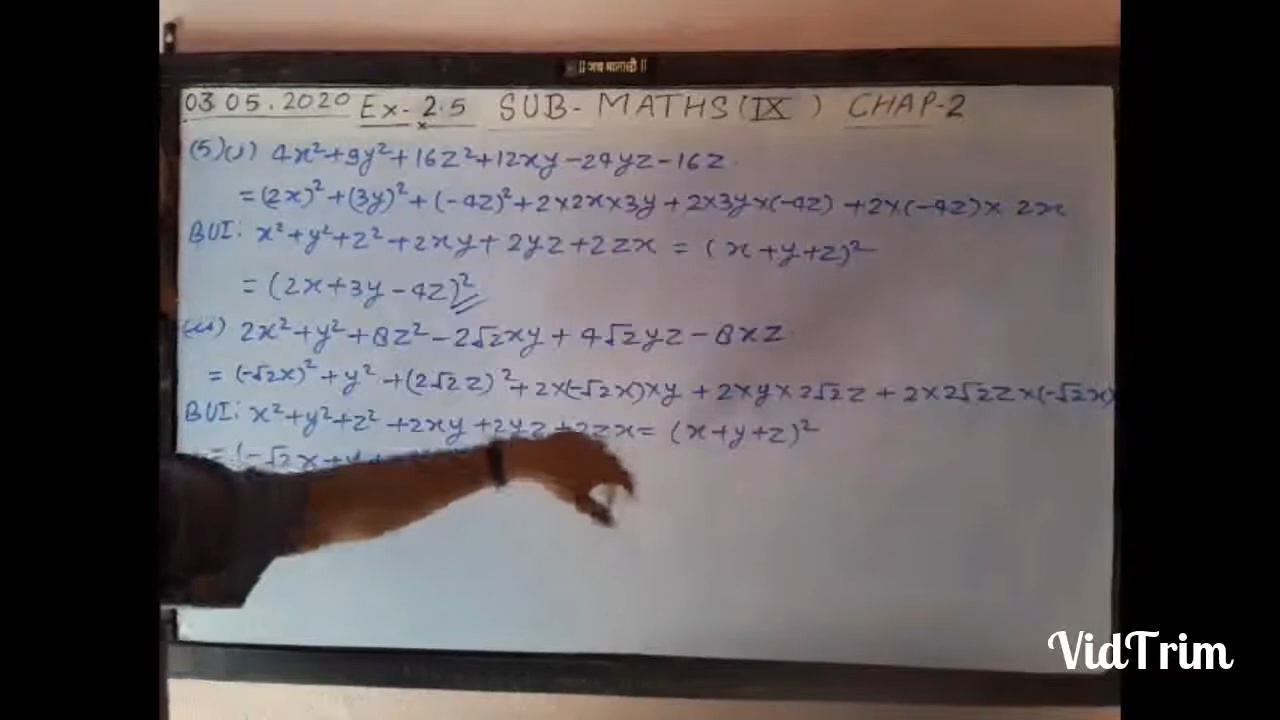 || जय माताजी ||
03 05.2020 Ex-2.5 SUB- MATHS(IX) CHAP-2
(5)(i) 4x²+9y²+16z²+12xy-24yz-16z
=(2x)²+(3y)²+(-4z)²+2×2x×3y+2×3y×(-4z)+2×(-4z)×2x
BUI: x²+y²+z²+2xy+2yz+2zx = (x+y+z)²
= (2x+3y-4z)²
(ii) 2x²+y²+8z²-2√2xy+4√2yz-8xz
= (-√2x)²+y²+(2√2z)²+2×(-√2x)×y+2×y×2√2z+2×2√2z×(-√2x)
BUI: x²+y²+z²+2xy+2yz+2zx= (x+y+z)²
=(-√2x+y+
VidTrim